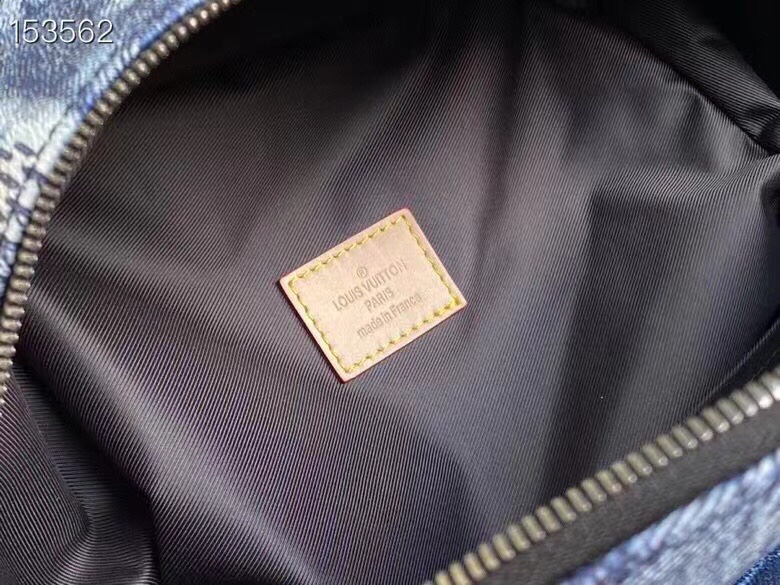 153562
®
LOUIS VUITTON
PARIS
made in France